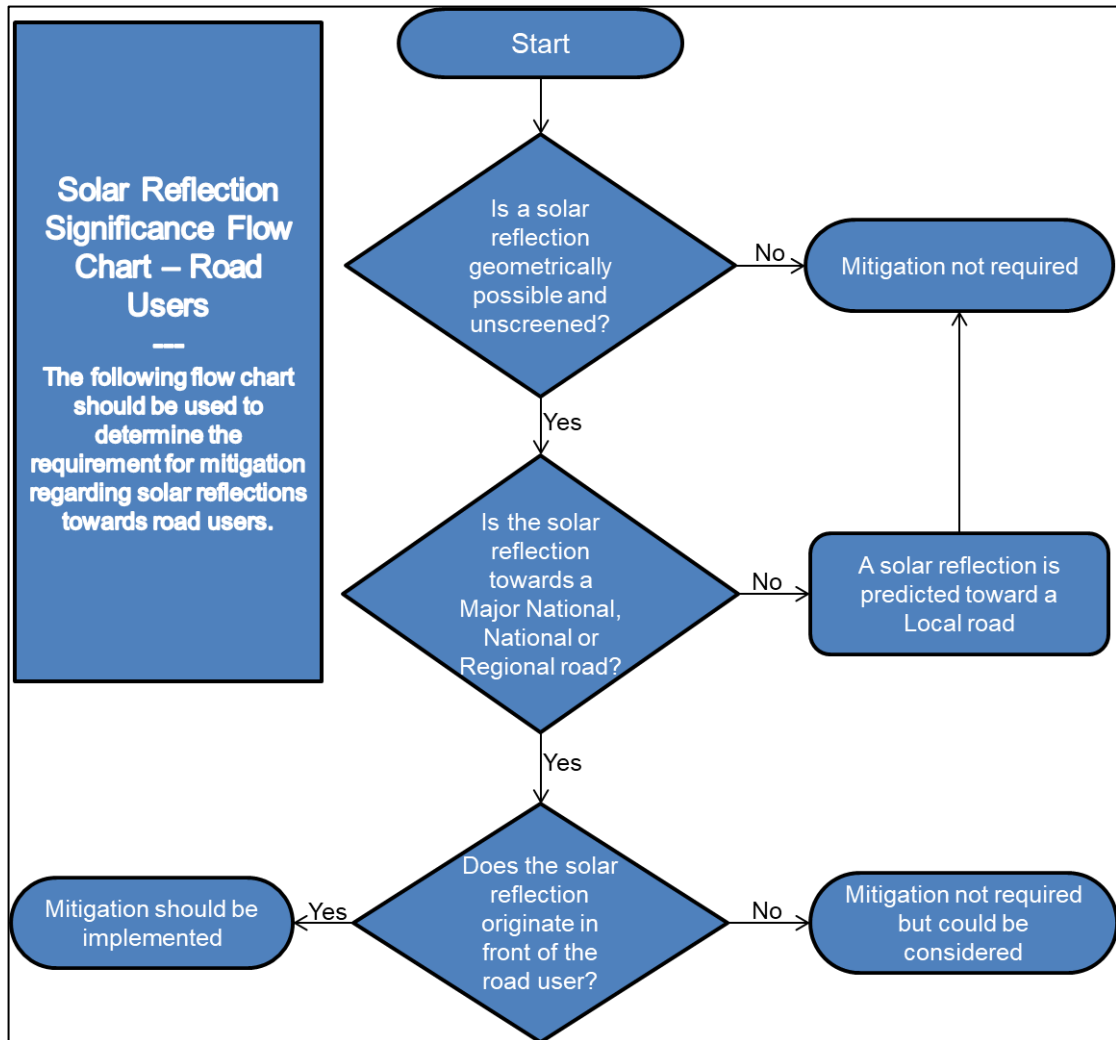 Solar Reflection
Significance Flow
Chart – Road
Users
---
The following flow chart
should be used to
determine the
requirement for mitigation
regarding solar reflections
towards road users.
Start
Is a solar
reflection
geometrically
possible and
unscreened?
No
Mitigation not required
Yes
Is the solar
reflection
towards a
Major National,
National or
Regional road?
No
A solar reflection is
predicted toward a
Local road
Yes
Does the solar
reflection
originate in
front of the
road user?
Yes
Mitigation should be
implemented
No
Mitigation not required
but could be
considered